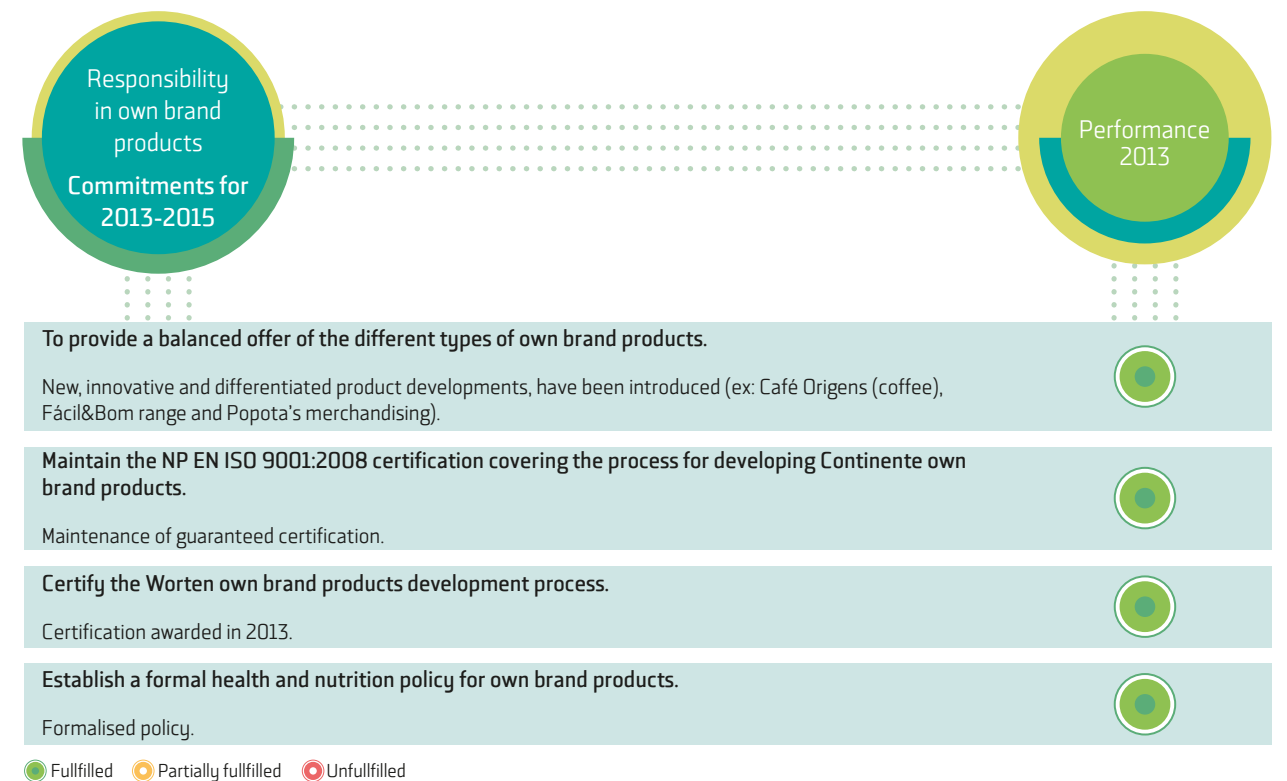 Responsibility
in own brand
products
Commitments for
2013-2015
Performance
2013
To provide a balanced offer of the different types of own brand products.
New, innovative and differentiated product developments, have been introduced (ex: Café Origens (coffee),
Fácil&Bom range and Popota's merchandising).
Maintain the NP EN ISO 9001:2008 certification covering the process for developing Continente own
brand products.
Maintenance of guaranteed certification.
Certify the Worten own brand products development process.
Certification awarded in 2013.
Establish a formal health and nutrition policy for own brand products.
Formalised policy.
Fullfilled Partially fullfilled Unfullfilled